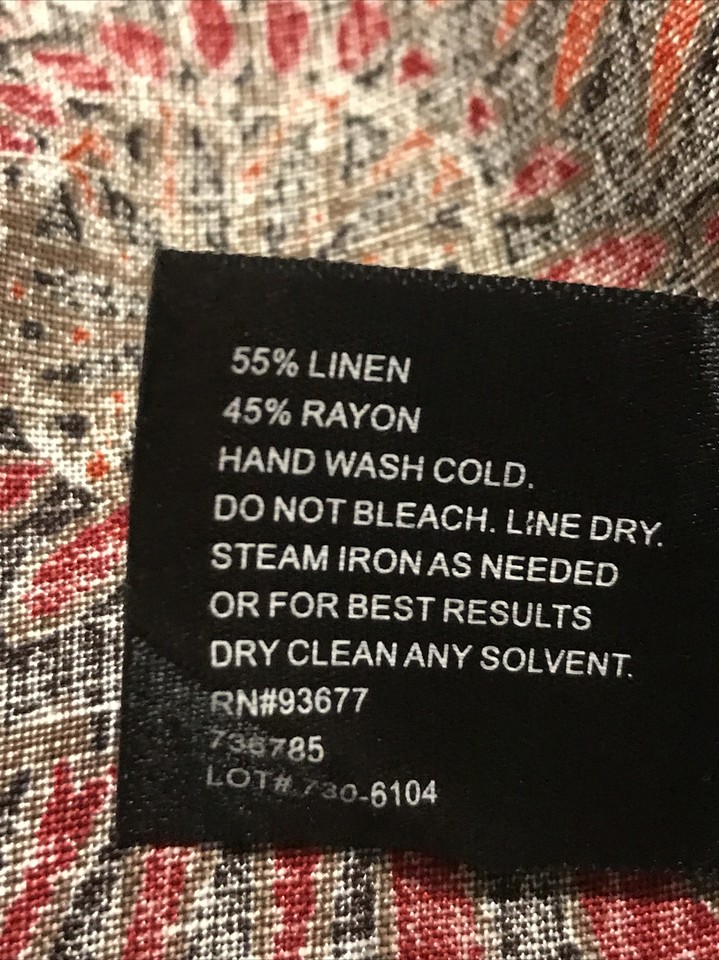 55% LINEN
45% RAYON
HAND WASH COLD.
DO NOT BLEACH. LINE DRY.
STEAM IRON AS NEEDED
OR FOR BEST RESULTS
DRY CLEAN ANY SOLVENT.
RN#93677
736785
LOT#.730-6104